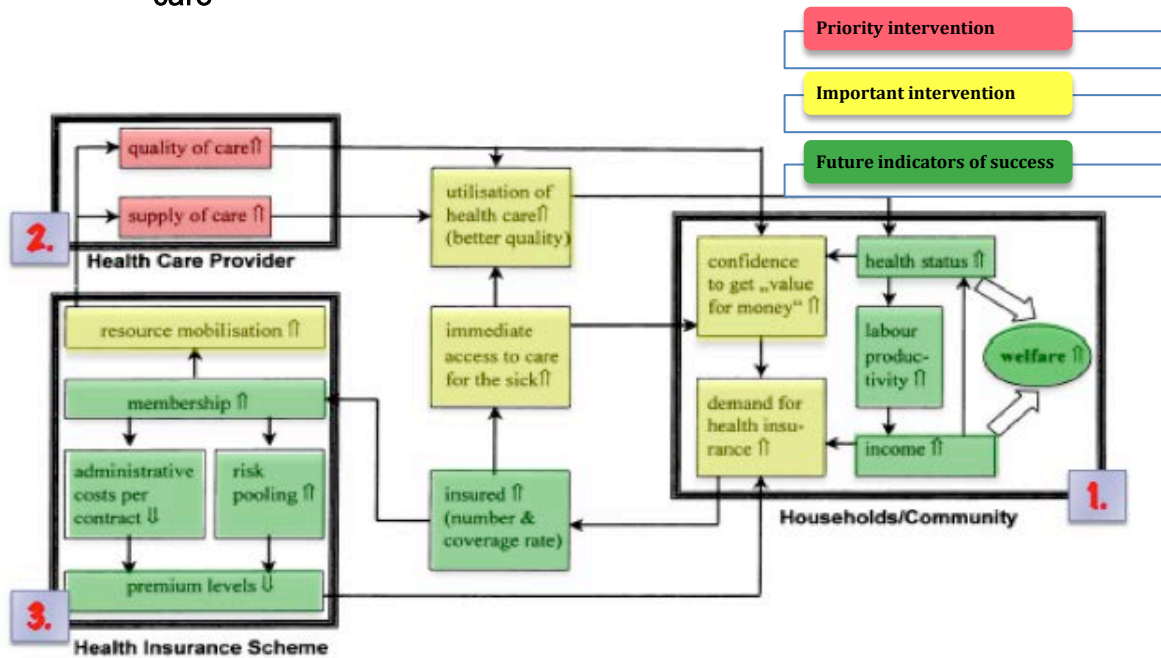 care
Priority intervention
Important intervention
Future indicators of success
quality of care⇑
supply of care ⇑
2.
Health Care Provider
utilisation of
health care⇑
(better quality)
confidence
to get „value
for money“ ⇑
health status ⇑
labour
produc-
tivity ⇑
welfare ⇑
resource mobilisation ⇑
immediate
access to care
for the sick⇑
membership ⇑
demand for
health insu-
rance ⇑
income ⇑
administrative
costs per
contract ⇓
risk
pooling ⇑
insured ⇑
(number &
coverage rate)
1.
Households/Community
premium levels ⇓
3.
Health Insurance Scheme